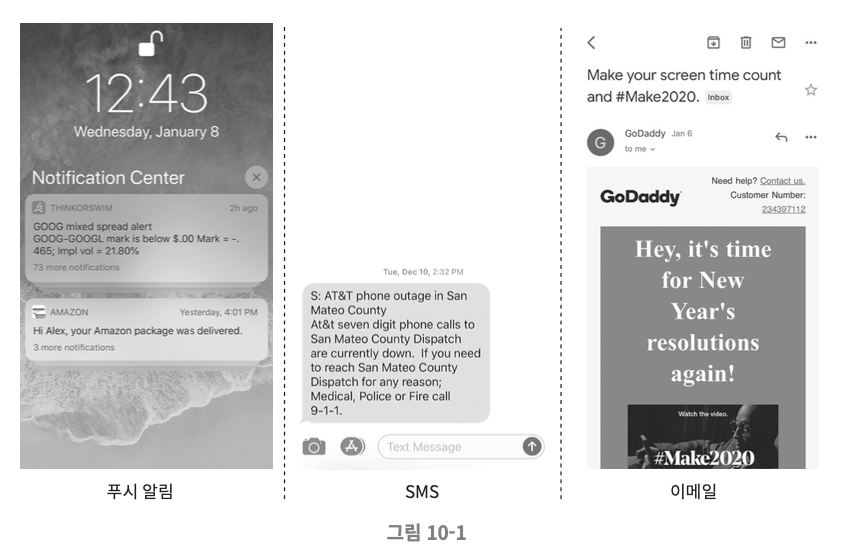 12:43
Wednesday, January 8
Notification Center
THINKORSWIM 2h ago
GOOG mixed spread alert
GOOG-GOOGL mark is below $.00 Mark = -.
465; Impl vol = 21.80%
73 more notifications
AMAZON Yesterday, 4:01 PM
Hi Alex, your Amazon package was delivered.
3 more notifications
푸시 알림
Tue, Dec 10, 2:32 PM
S: AT&T phone outage in San
Mateo County
At&t seven digit phone calls to
San Mateo County Dispatch
are currently down. If you need
to reach San Mateo County
Dispatch for any reason;
Medical, Police or Fire call
9-1-1.
Text Message
SMS
Make your screen time count
and #Make2020. Inbox
G
GoDaddy Jan 6
to me
GoDaddy
Need help? Contact us.
Customer Number:
234397112
Hey, it's time
for New
Year's
resolutions
again!
Watch the video.
#Make2020
이메일
그림 10-1